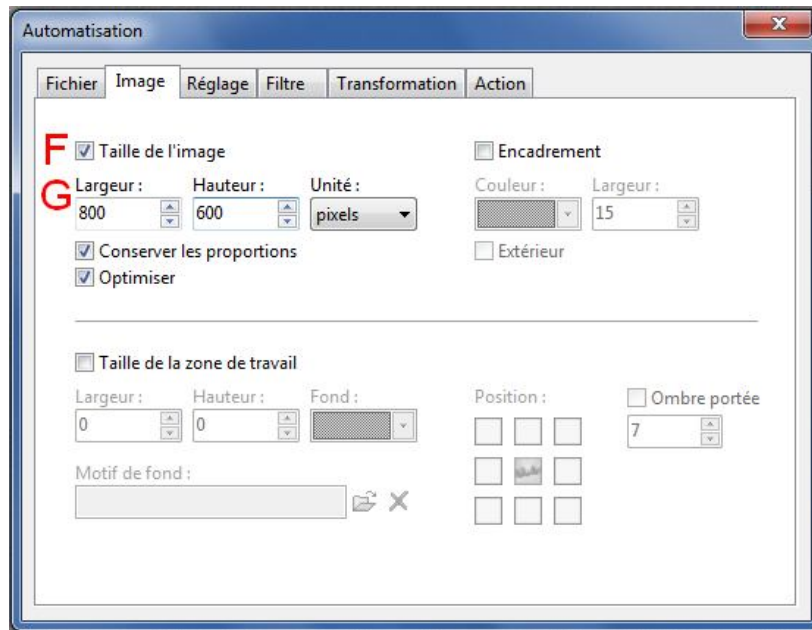 Automatisation
Fichier Image Réglage Filtre Transformation Action
F Taille de l'image Encadrement
G Largeur : Hauteur : Unité : Couleur : Largeur :
800 600 pixels 15
Conserver les proportions Extérieur
Optimiser
Taille de la zone de travail
Largeur : Hauteur : Fond : Position : Ombre portée
0 0 7
Motif de fond :